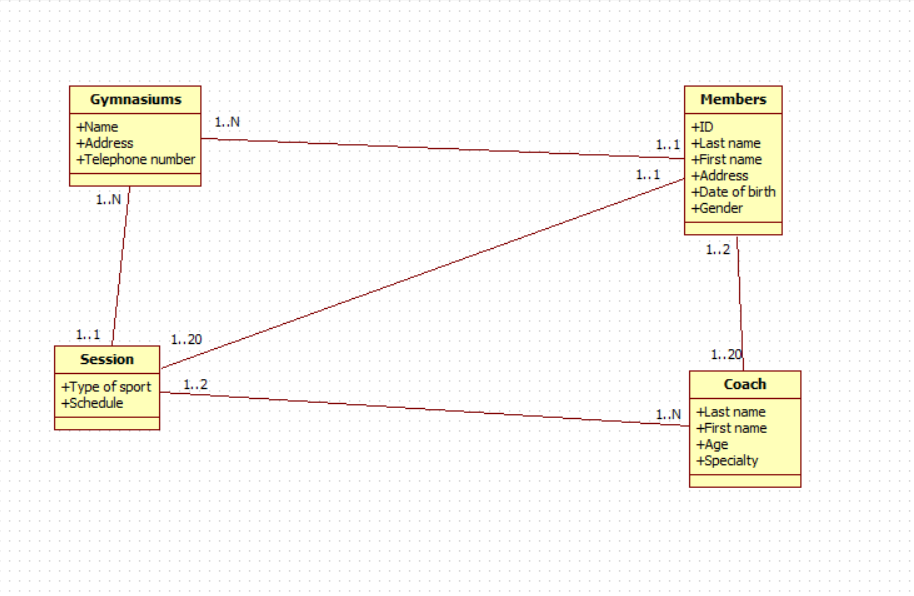 Gymnasiums
+Name
+Address
+Telephone number
1..N
1..N
Members
+ID
+Last name
+First name
+Address
+Date of birth
+Gender
1..1
1..1
1..2
Session
+Type of sport
+Schedule
1..1
1..20
1..2
Coach
+Last name
+First name
+Age
+Specialty
1..20
1..N